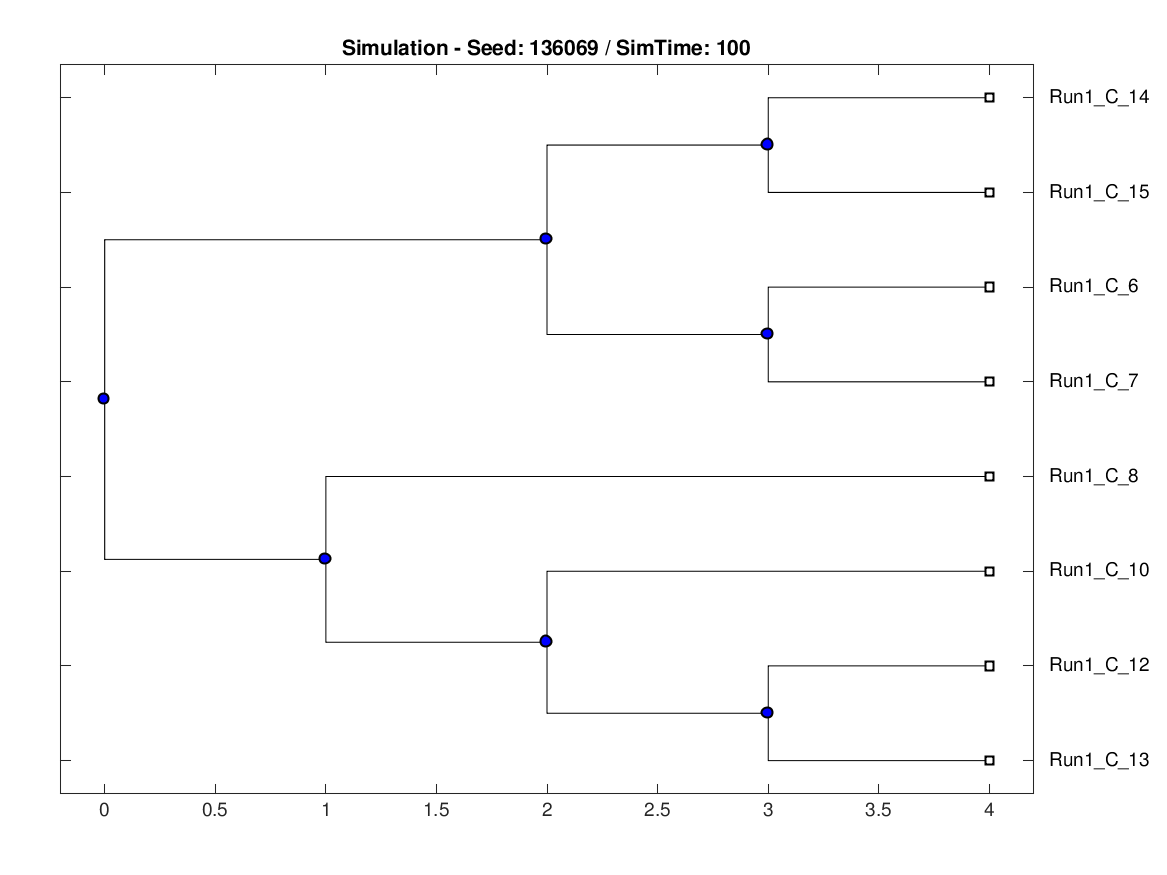 Simulation - Seed: 136069 / SimTime: 100
Run1_C_14
Run1_C_15
Run1_C_6
Run1_C_7
Run1_C_8
Run1_C_10
Run1_C_12
Run1_C_13
0 0.5 1 1.5 2 2.5 3 3.5 4